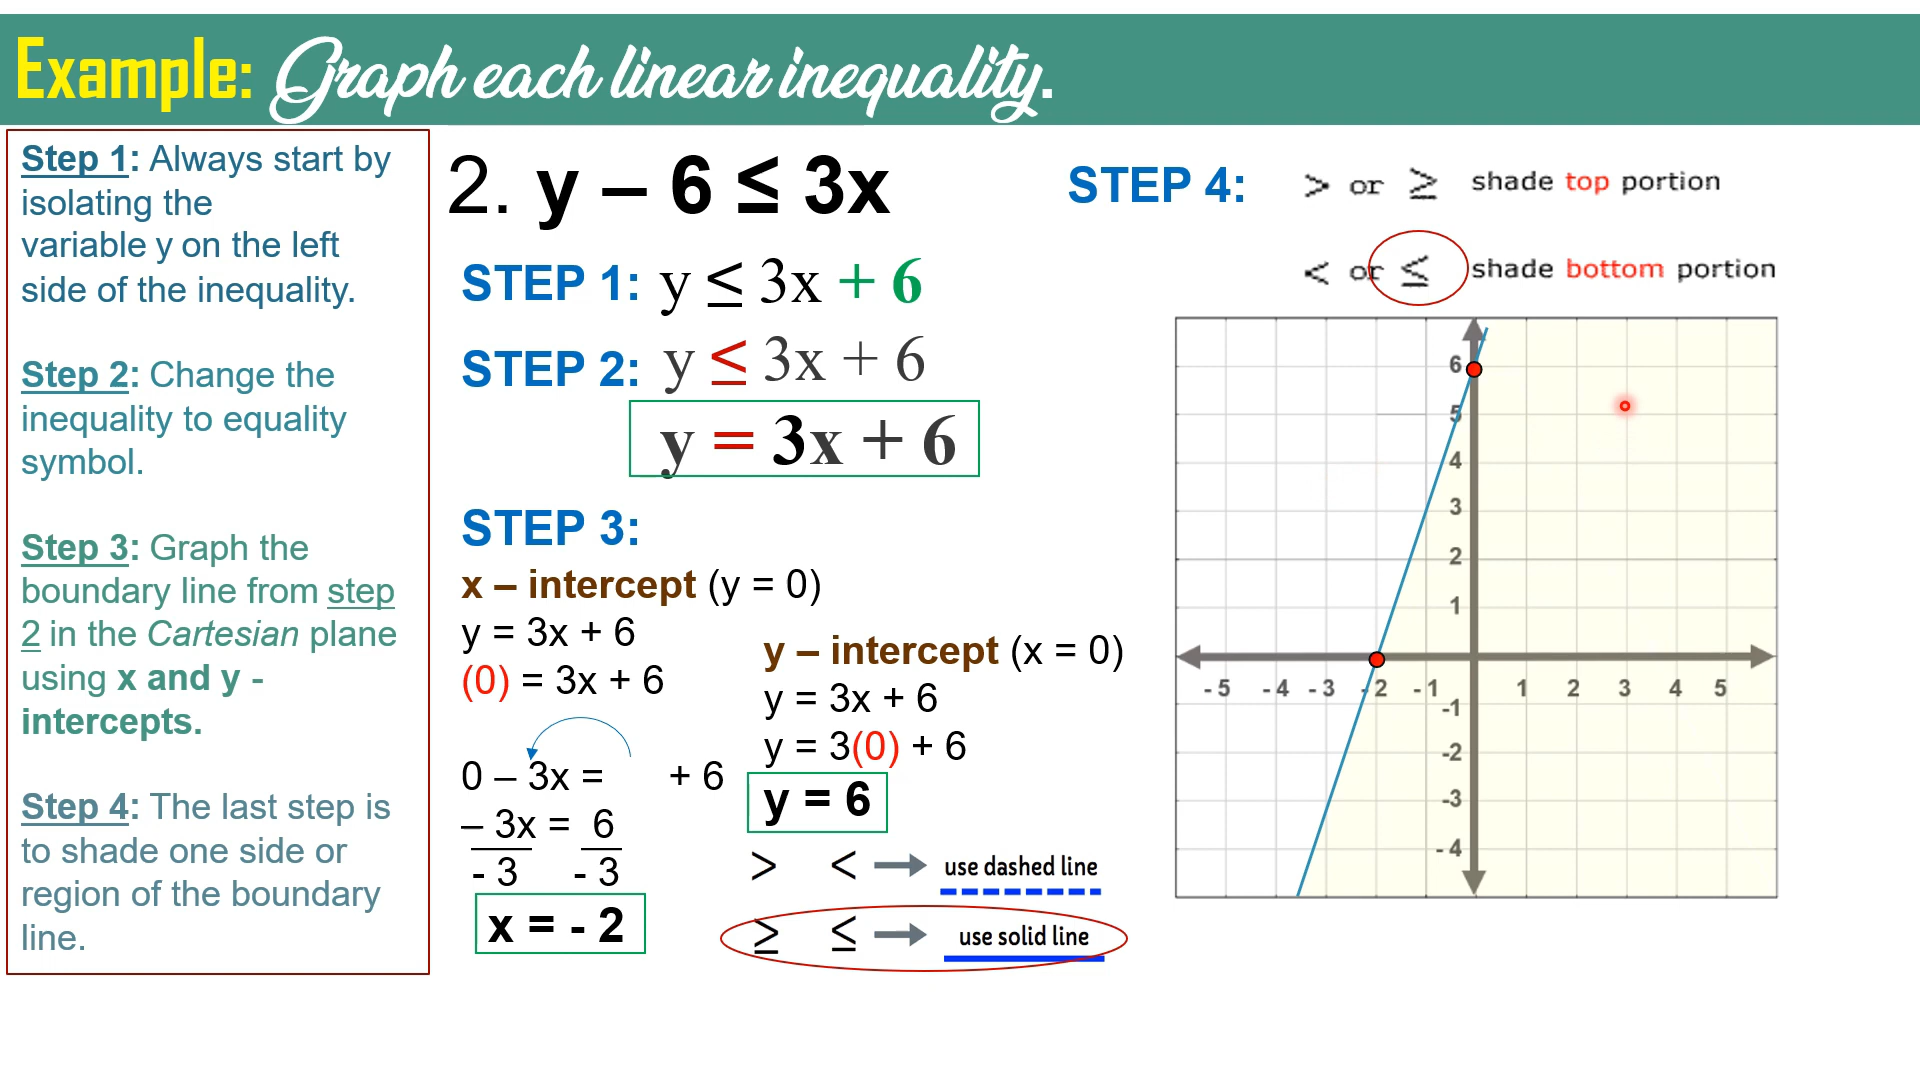 Example: Graph each linear inequality.
Step 1: Always start by
isolating the
variable y on the left
side of the inequality.
Step 2: Change the
inequality to equality
symbol.
Step 3: Graph the
boundary line from step
2 in the Cartesian plane
using x and y -
intercepts.
Step 4: The last step is
to shade one side or
region of the boundary
line.
2. y – 6 ≤ 3x
STEP 1: y ≤ 3x + 6
STEP 2: y ≤ 3x + 6
y = 3x + 6
STEP 3:
x – intercept (y = 0)
y = 3x + 6
(0) = 3x + 6
0 – 3x = + 6
– 3x = 6
- 3 - 3
x = - 2
y – intercept (x = 0)
y = 3x + 6
y = 3(0) + 6
y = 6
> < use dashed line
≥ ≤ use solid line
STEP 4: > or ≥ shade top portion
< or ≤ shade bottom portion
6
5
4
3
2
1
- 5 - 4 - 3 - 2 - 1 1 2 3 4 5
-1
-2
-3
- 4